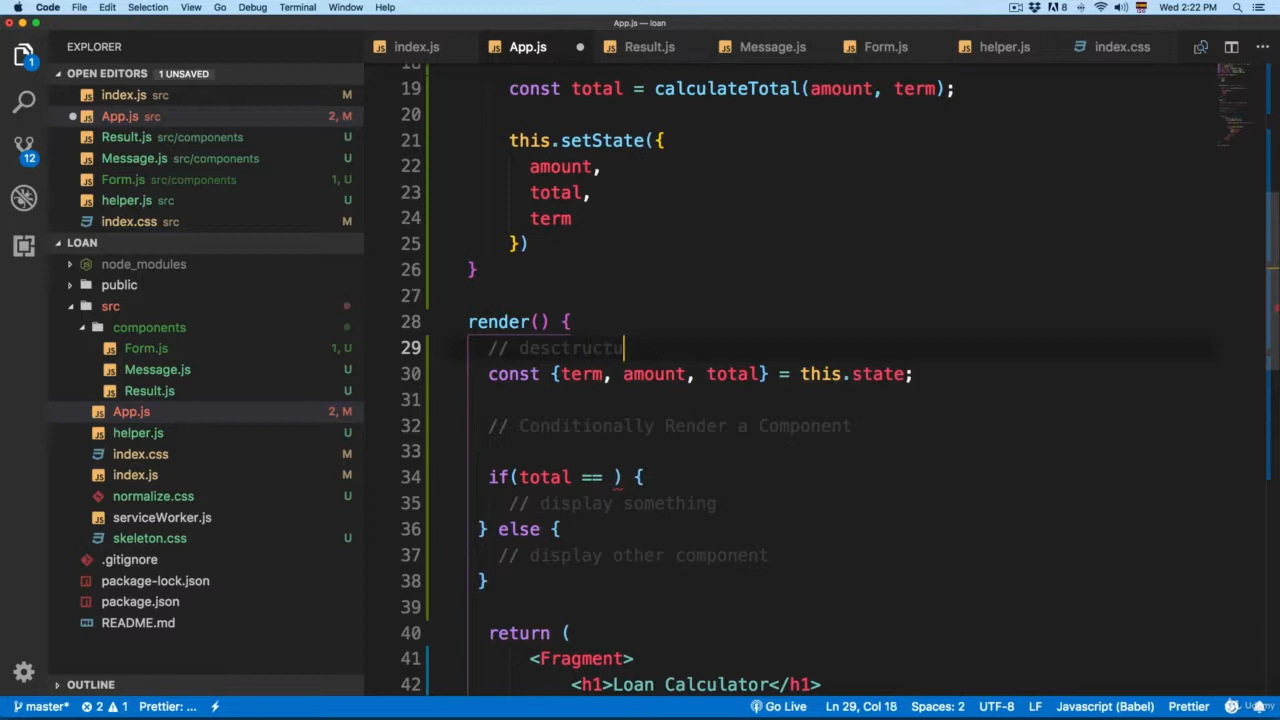 Code File Edit Selection View Go Debug Terminal Window Help 8 Wed 2:22 PM
App.js — loan
EXPLORER
index.js App.js Result.js Message.js Form.js helper.js index.css
OPEN EDITORS 1 UNSAVED
index.js src M
App.js src 2, M
Result.js src/components U
Message.js src/components U
Form.js src/components 1, U
helper.js src U
index.css src M
LOAN
node_modules
public
src
components
Form.js 1, U
Message.js U
Result.js U
App.js 2, M
helper.js U
index.css M
index.js M
normalize.css U
serviceWorker.js
skeleton.css U
.gitignore
package-lock.json
package.json
README.md
OUTLINE
1
12
18
19 const total = calculateTotal(amount, term);
20
21 this.setState({
22 amount,
23 total,
24 term
25 })
26 }
27
28 render() {
29 // desctructu
30 const {term, amount, total} = this.state;
31
32 // Conditionally Render a Component
33
34 if(total == ) {
35 // display something
36 } else {
37 // display other component
38 }
39
40 return (
41 <Fragment>
42 <h1>Loan Calculator</h1>
master* 2 1 Prettier: ... Go Live Ln 29, Col 18 Spaces: 2 UTF-8 LF Javascript (Babel) Prettier
Udemy